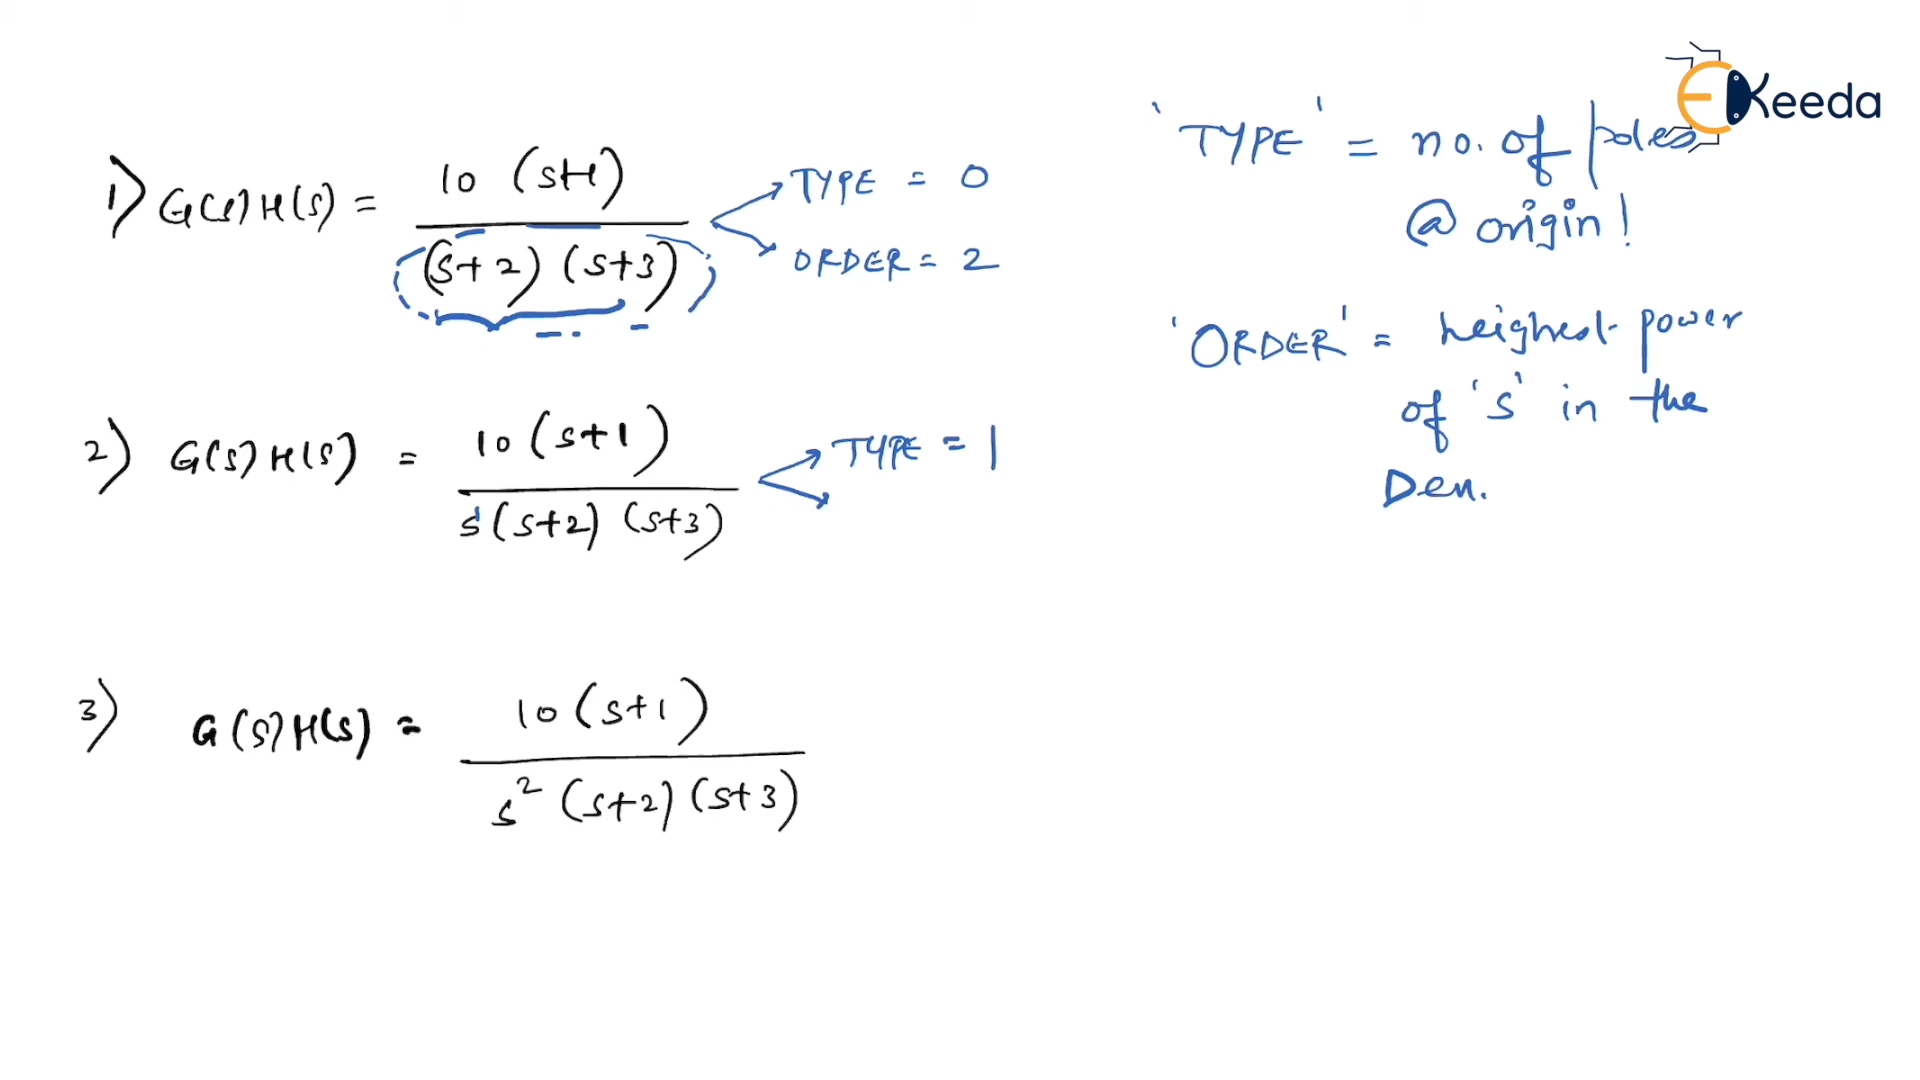 1) G(s)H(s) = 10 (s+1) / (s+2) (s+3)
TYPE = 0
ORDER = 2
2) G(s)H(s) = 10(s+1) / s(s+2) (s+3)
TYPE = 1
3) G(s)H(s) = 10(s+1) / s² (s+2)(s+3)
'TYPE' = no. of poles
@ origin!
'ORDER' = heighest power
of 's' in the
Den.
EKeeda